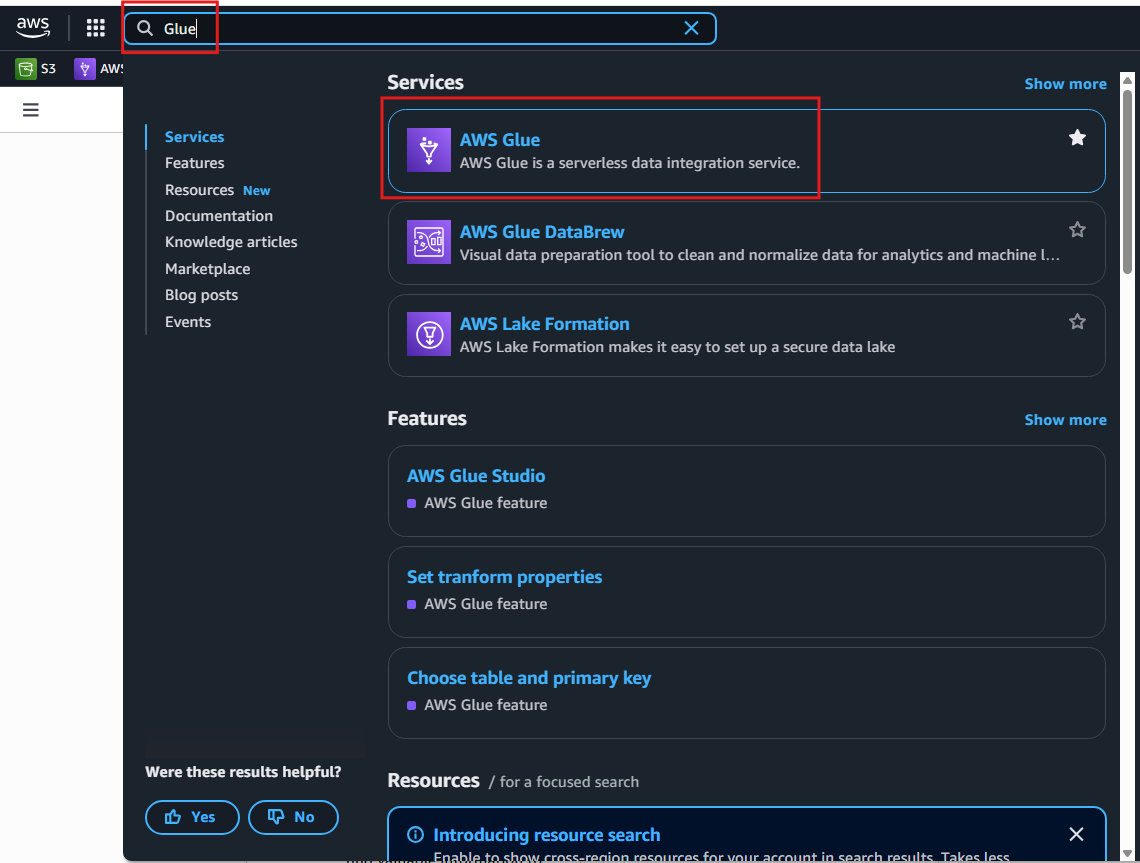 aws
Glue
S3
AWS
Services
Features
Resources New
Documentation
Knowledge articles
Marketplace
Blog posts
Events
Were these results helpful?
Yes
No
Services
Show more
AWS Glue
AWS Glue is a serverless data integration service.
AWS Glue DataBrew
Visual data preparation tool to clean and normalize data for analytics and machine l...
AWS Lake Formation
AWS Lake Formation makes it easy to set up a secure data lake
Features
Show more
AWS Glue Studio
AWS Glue feature
Set tranform properties
AWS Glue feature
Choose table and primary key
AWS Glue feature
Resources / for a focused search
Introducing resource search
Enable to show cross-region resources for your account in search results. Takes less